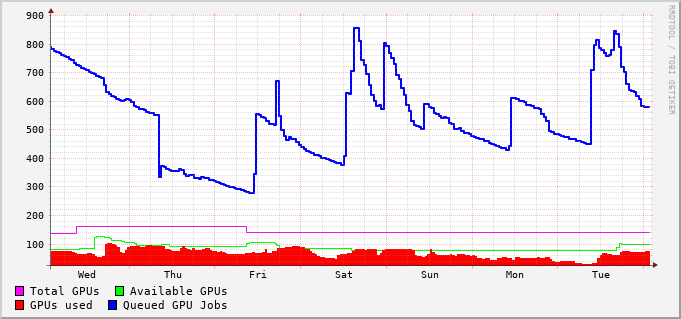 900
800
700
600
500
400
300
200
100
Wed Thu Fri Sat Sun Mon Tue
Total GPUs Available GPUs
GPUs used Queued GPU Jobs
RRDTOOL / TOBI OETIKER